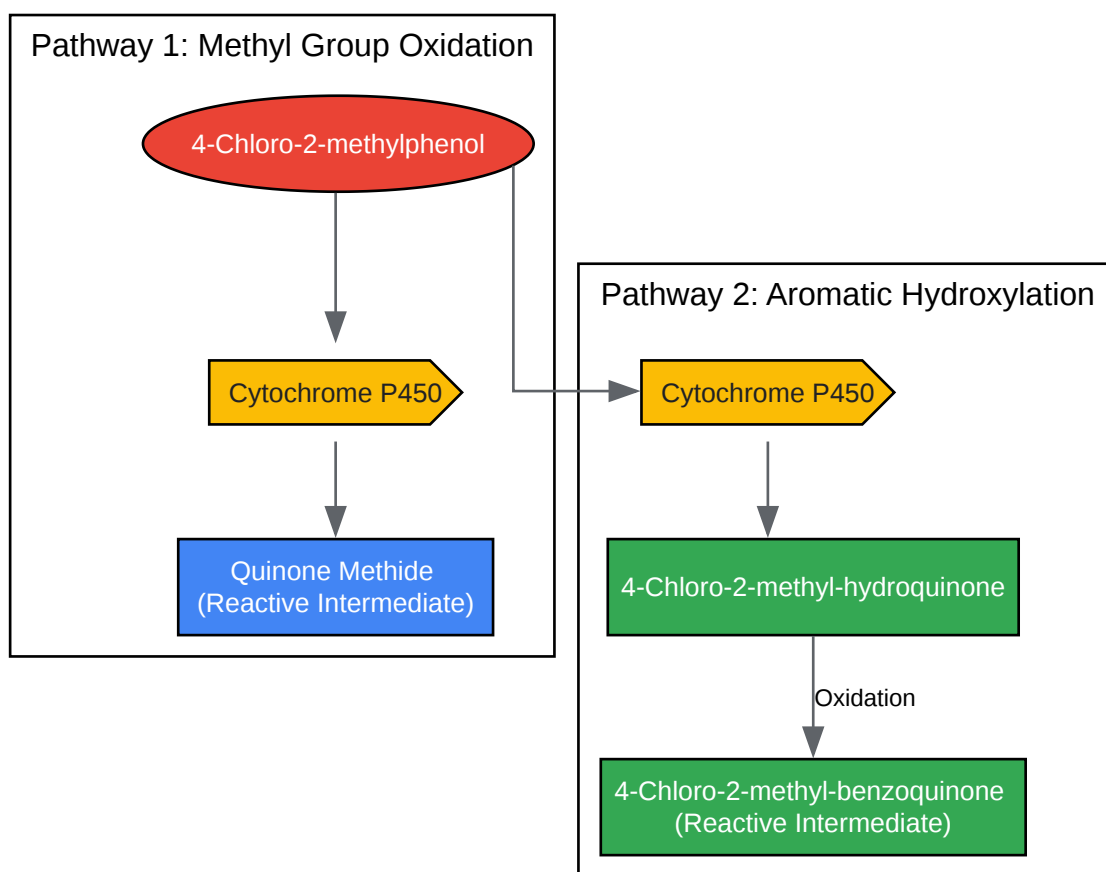 Pathway 1: Methyl Group Oxidation
4-Chloro-2-methylphenol
Cytochrome P450
Quinone Methide
(Reactive Intermediate)
Pathway 2: Aromatic Hydroxylation
Cytochrome P450
4-Chloro-2-methyl-hydroquinone
Oxidation
4-Chloro-2-methyl-benzoquinone
(Reactive Intermediate)